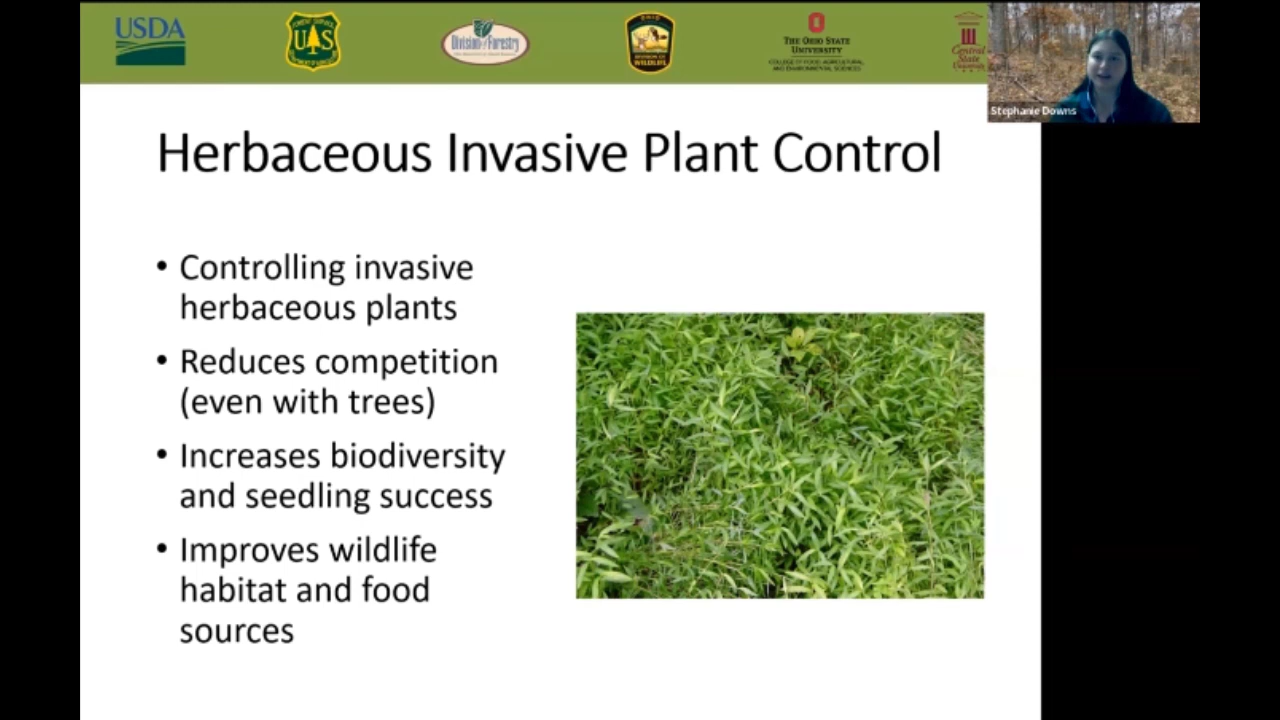 USDA
FOREST SERVICE
U S
Division of Forestry
OHIO
DIVISION OF
WILDLIFE
THE OHIO STATE
UNIVERSITY
COLLEGE OF FOOD, AGRICULTURAL,
AND ENVIRONMENTAL SCIENCES
Central
State
University
Stephanie Downs
Herbaceous Invasive Plant Control
• Controlling invasive
herbaceous plants
• Reduces competition
(even with trees)
• Increases biodiversity
and seedling success
• Improves wildlife
habitat and food
sources